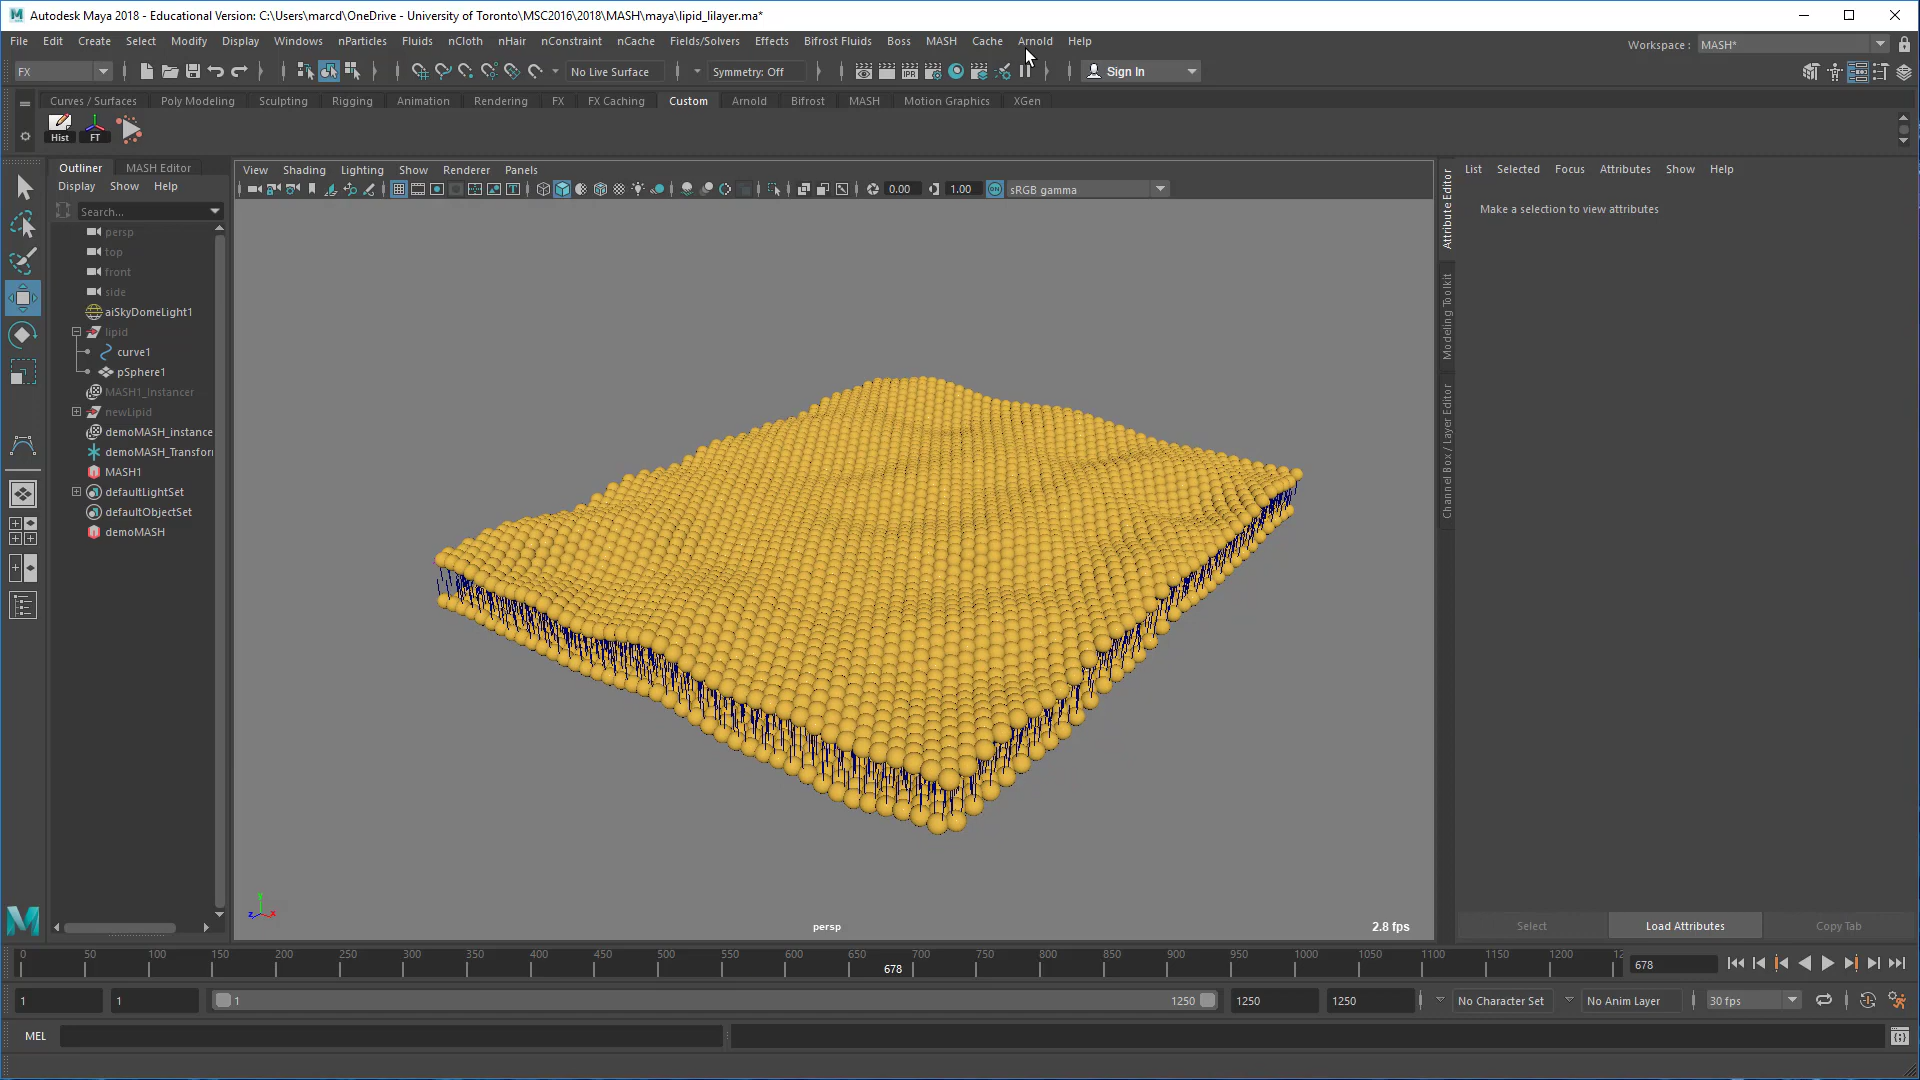 Autodesk Maya 2018 - Educational Version: C:\Users\marcd\OneDrive - University of Toronto\MSC2016\2018\MASH\maya\lipid_lilayer.ma*
File Edit Create Select Modify Display Windows nParticles Fluids nCloth nHair nConstraint nCache Fields/Solvers Effects Bifrost Fluids Boss MASH Cache Arnold Help
Workspace : MASH*
FX No Live Surface Symmetry: Off IPR Sign In
Curves / Surfaces Poly Modeling Sculpting Rigging Animation Rendering FX FX Caching Custom Arnold Bifrost MASH Motion Graphics XGen
Hist FT
Outliner MASH Editor
Display Show Help
Search...
persp
top
front
side
aiSkyDomeLight1
lipid
curve1
pSphere1
MASH1_Instancer
newLipid
demoMASH_instance
demoMASH_Transfor
MASH1
defaultLightSet
defaultObjectSet
demoMASH
View Shading Lighting Show Renderer Panels
0.00 1.00 ON sRGB gamma
persp
2.8 fps
z y x
Attribute Editor
Modeling Toolkit
Channel Box / Layer Editor
List Selected Focus Attributes Show Help
Make a selection to view attributes
Select Load Attributes Copy Tab
0 50 100 150 200 250 300 350 400 450 500 550 600 650 700 750 800 850 900 950 1000 1050 1100 1150 1200 12
678
678
1 1 1 1250 1250 1250 No Character Set No Anim Layer 30 fps
MEL